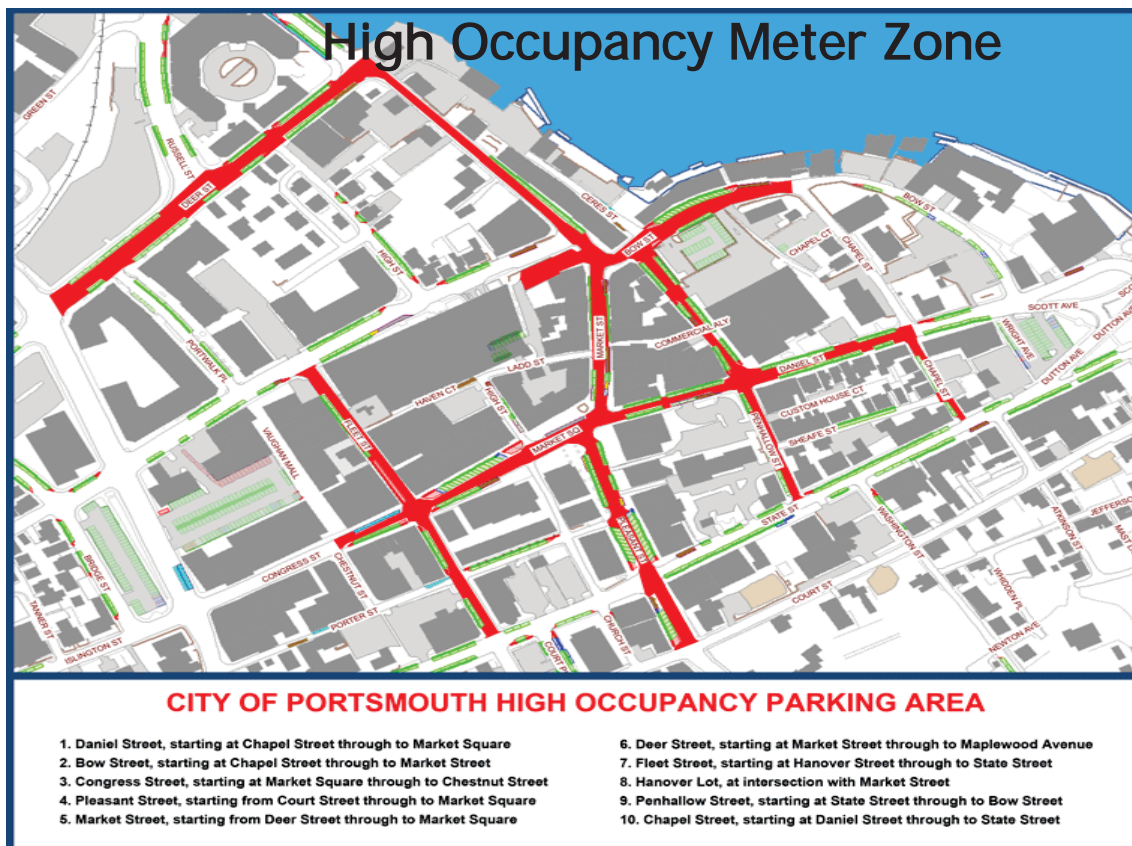 High Occupancy Meter Zone
GREEN ST
RUSSELL ST
DEER ST
CERES ST
BOW ST
BOW ST
HIGH ST
CHAPEL CT
CHAPEL ST
SCOTT AVE
DUTTON AVE
WRIGHT AVE
DUTTON AVE
PORTWALK PL
MARKET ST
COMMERCIAL ALY
LADD ST
DANIEL ST
CHAPEL ST
HAVEN CT
HIGH ST
CUSTOM HOUSE CT
FLEET ST
MARKET SQ
PENHALLOW ST
SHEAFE ST
VAUGHAN MALL
STATE ST
WASHINGTON ST
ATKINSON ST
PLEASANT ST
CONGRESS ST
CHESTNUT ST
BRIDGE ST
COURT ST
WHIDDEN PL
TANNER ST
PORTER ST
CHURCH ST
NEWTON AVE
ISLINGTON ST
CITY OF PORTSMOUTH HIGH OCCUPANCY PARKING AREA
1. Daniel Street, starting at Chapel Street through to Market Square
2. Bow Street, starting at Chapel Street through to Market Street
3. Congress Street, starting at Market Square through to Chestnut Street
4. Pleasant Street, starting from Court Street through to Market Square
5. Market Street, starting from Deer Street through to Market Square
6. Deer Street, starting at Market Street through to Maplewood Avenue
7. Fleet Street, starting at Hanover Street through to State Street
8. Hanover Lot, at intersection with Market Street
9. Penhallow Street, starting at State Street through to Bow Street
10. Chapel Street, starting at Daniel Street through to State Street